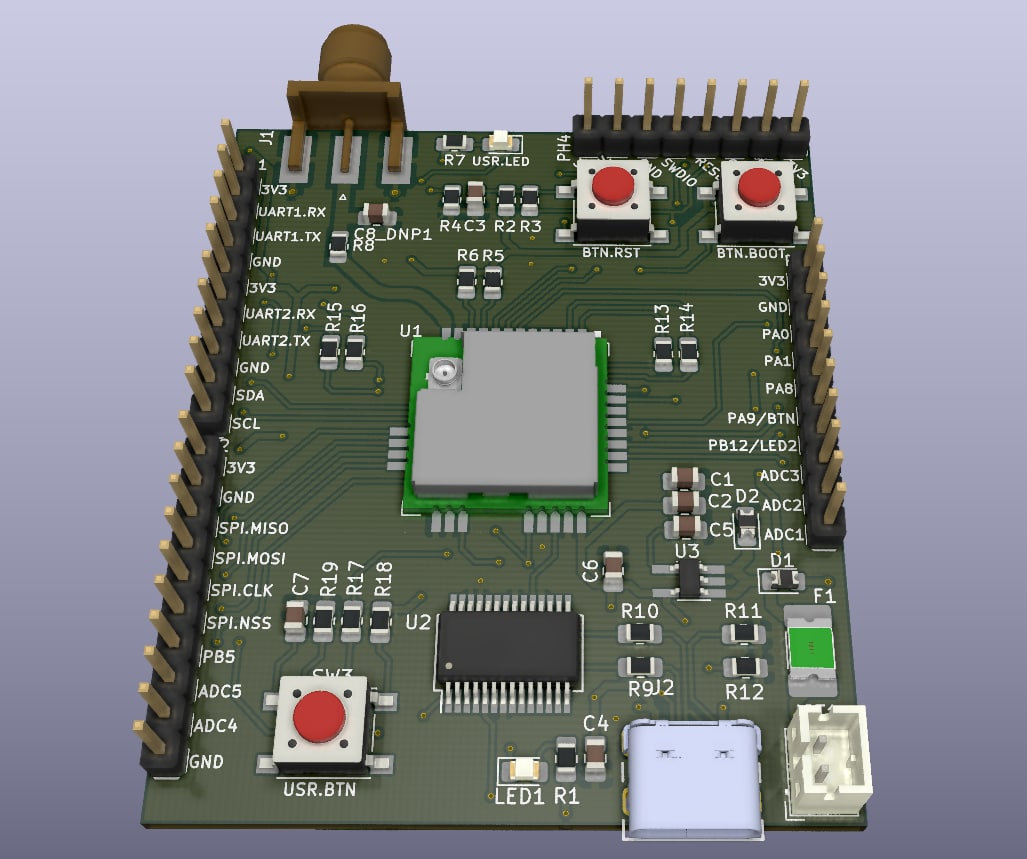 J1
R7
USR.LED
PH4
SWDIO
1
3V3
UART1.RX
UART1.TX
GND
3V3
UART2.RX
UART2.TX
GND
SDA
SCL
3V3
GND
SPI.MISO
SPI.MOSI
SPI.CLK
SPI.NSS
PB5
ADC5
ADC4
GND
C8_DNP1
R8
R4
C3
R2
R3
R6
R5
BTN.RST
BTN.BOOT
R15
R16
U1
R13
R14
3V3
GND
PA0
PA1
PA8
PA9/BTN
PB12/LED2
ADC3
ADC2
ADC1
C1
C2
C5
D2
U3
D1
C6
F1
C7
R19
R17
R18
U2
R10
R11
R9
J2
R12
SW3
USR.BTN
C4
LED1
R1